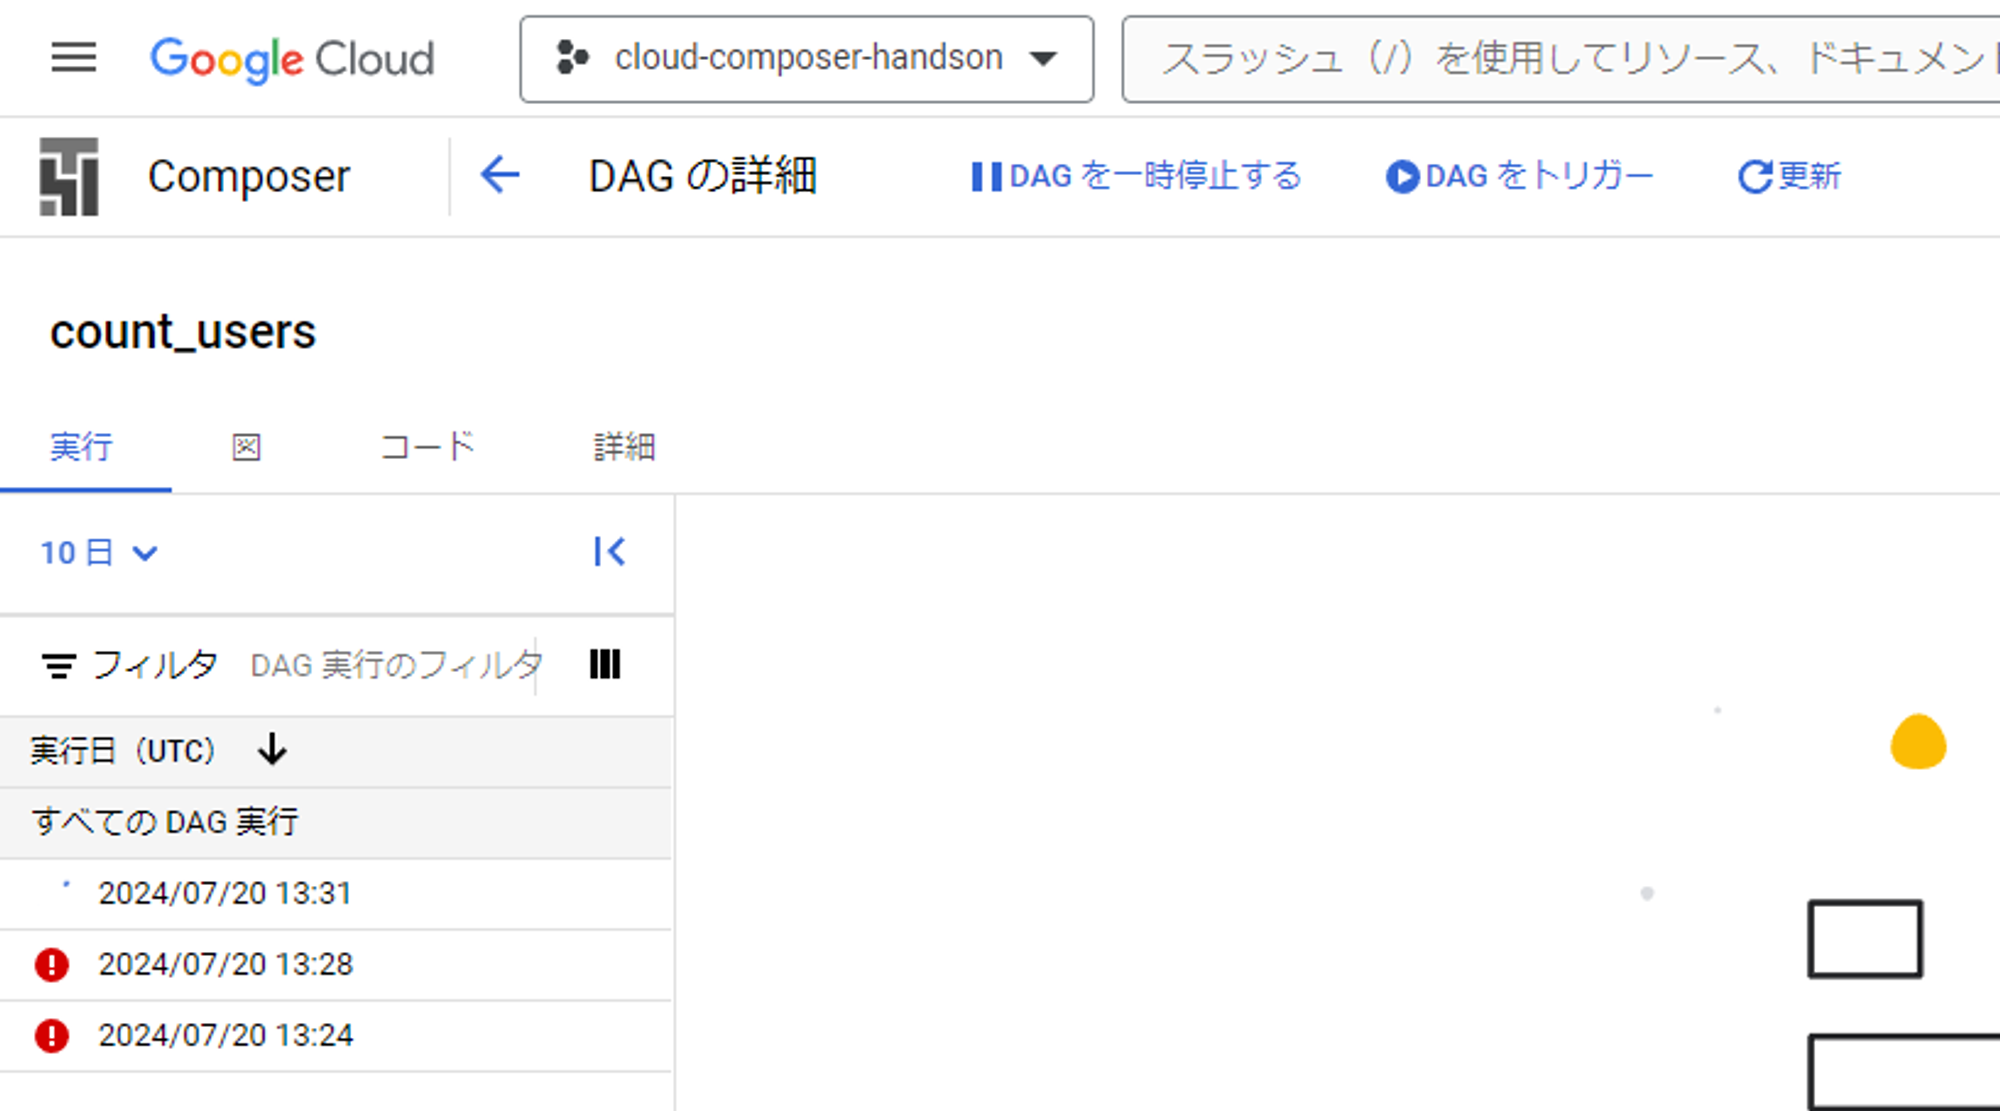 Google Cloud
cloud-composer-handson
スラッシュ（/）を使用してリソース、ドキュメント
Composer
DAG の詳細
DAG を一時停止する
DAG をトリガー
更新
count_users
実行
図
コード
詳細
10 日
フィルタ
DAG 実行のフィルタ
実行日（UTC）
すべての DAG 実行
2024/07/20 13:31
2024/07/20 13:28
2024/07/20 13:24